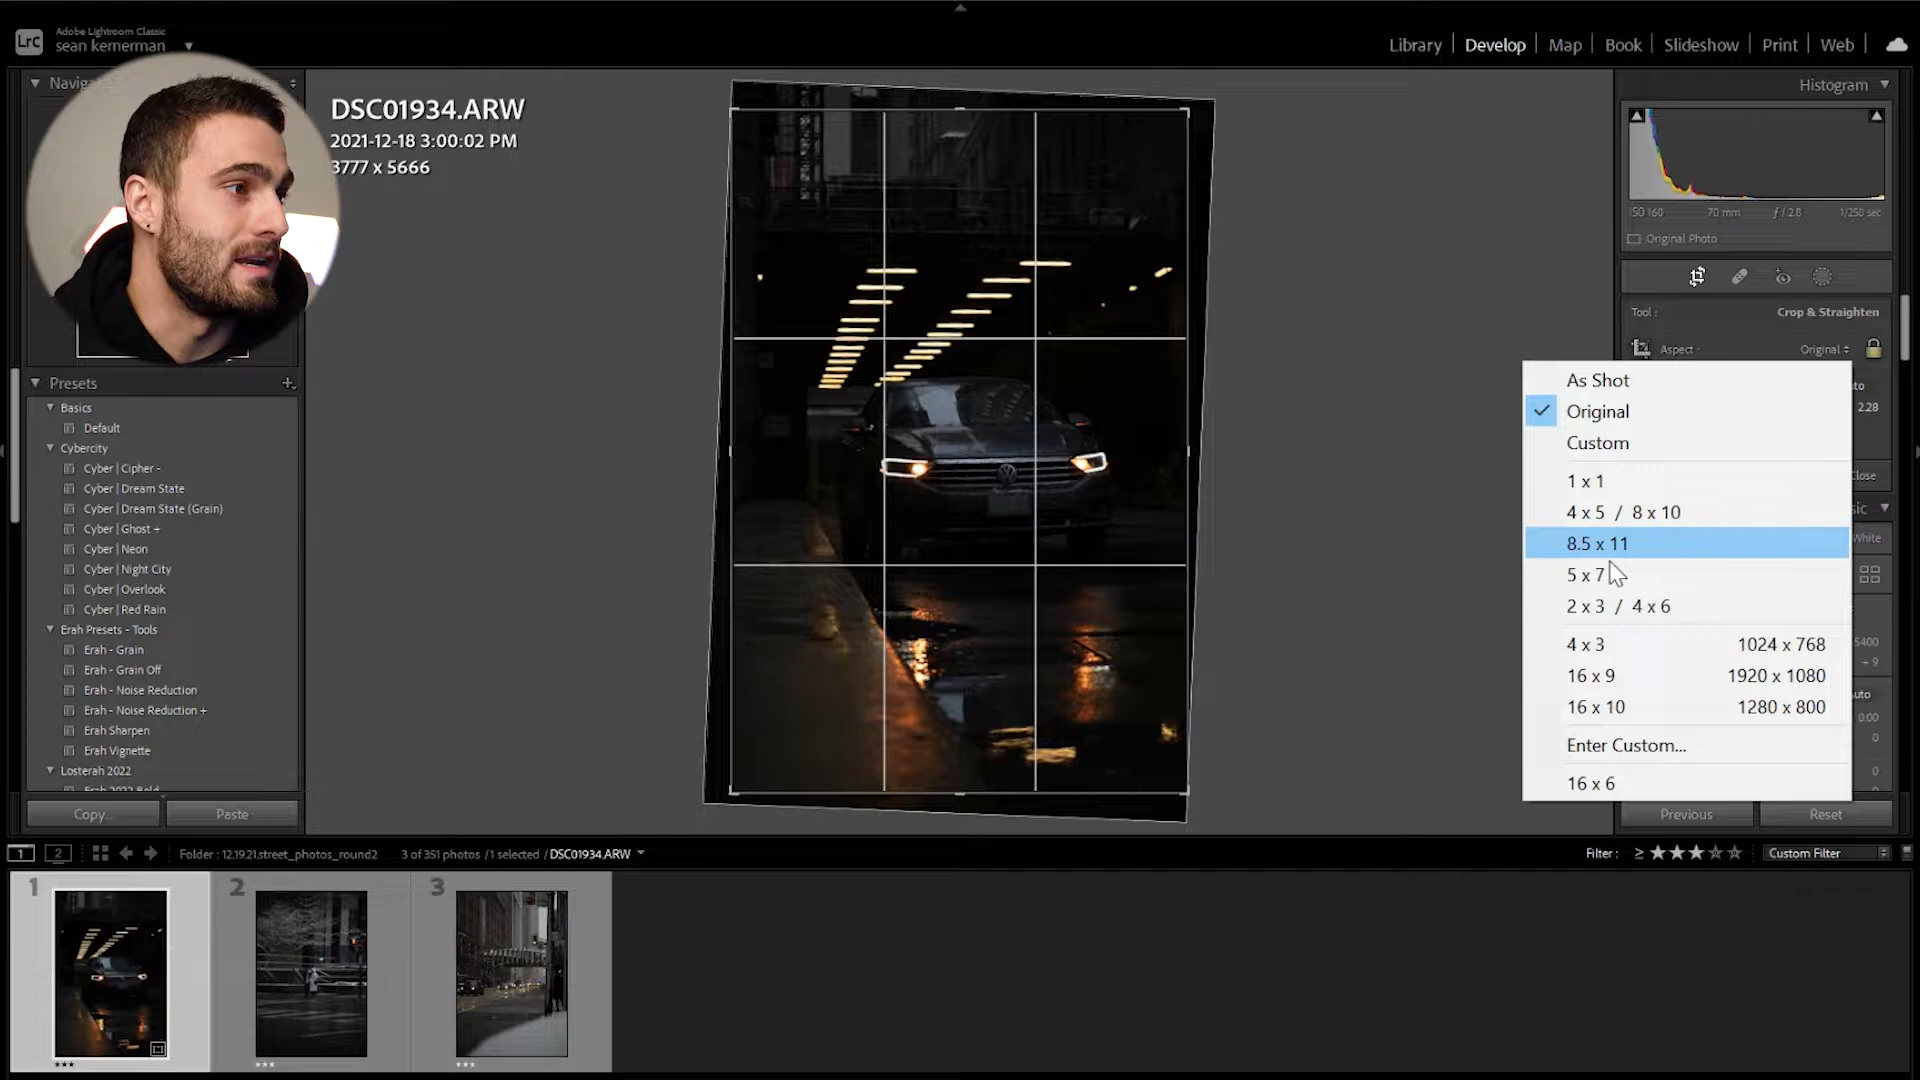 LrC
Adobe Lightroom Classic
sean kernerman
Library
Develop
Map
Book
Slideshow
Print
Web
DSC01934.ARW
2021-12-18 3:00:02 PM
3777 x 5666
Presets
Basics
Default
Cybercity
Cyber | Cipher -
Cyber | Dream State
Cyber | Dream State (Grain)
Cyber | Ghost +
Cyber | Neon
Cyber | Night City
Cyber | Overlook
Cyber | Red Rain
Erah Presets - Tools
Erah - Grain
Erah - Grain Off
Erah - Noise Reduction
Erah - Noise Reduction +
Erah Sharpen
Erah Vignette
Losterah 2022
Copy...
Paste
Histogram
ISO 160
70 mm
ƒ / 2.8
1/250 sec
Original Photo
Tool :
Crop & Straighten
Aspect
Original
2.28
As Shot
Original
Custom
1 x 1
4 x 5 / 8 x 10
8.5 x 11
5 x 7
2 x 3 / 4 x 6
4 x 3 1024 x 768
16 x 9 1920 x 1080
16 x 10 1280 x 800
Enter Custom...
16 x 6
Close
White
5400
+ 9
0
0
Previous
Reset
1
2
Folder : 12.19.21.street_photos_round2
3 of 351 photos / 1 selected / DSC01934.ARW
Filter :
Custom Filter
1
2
3